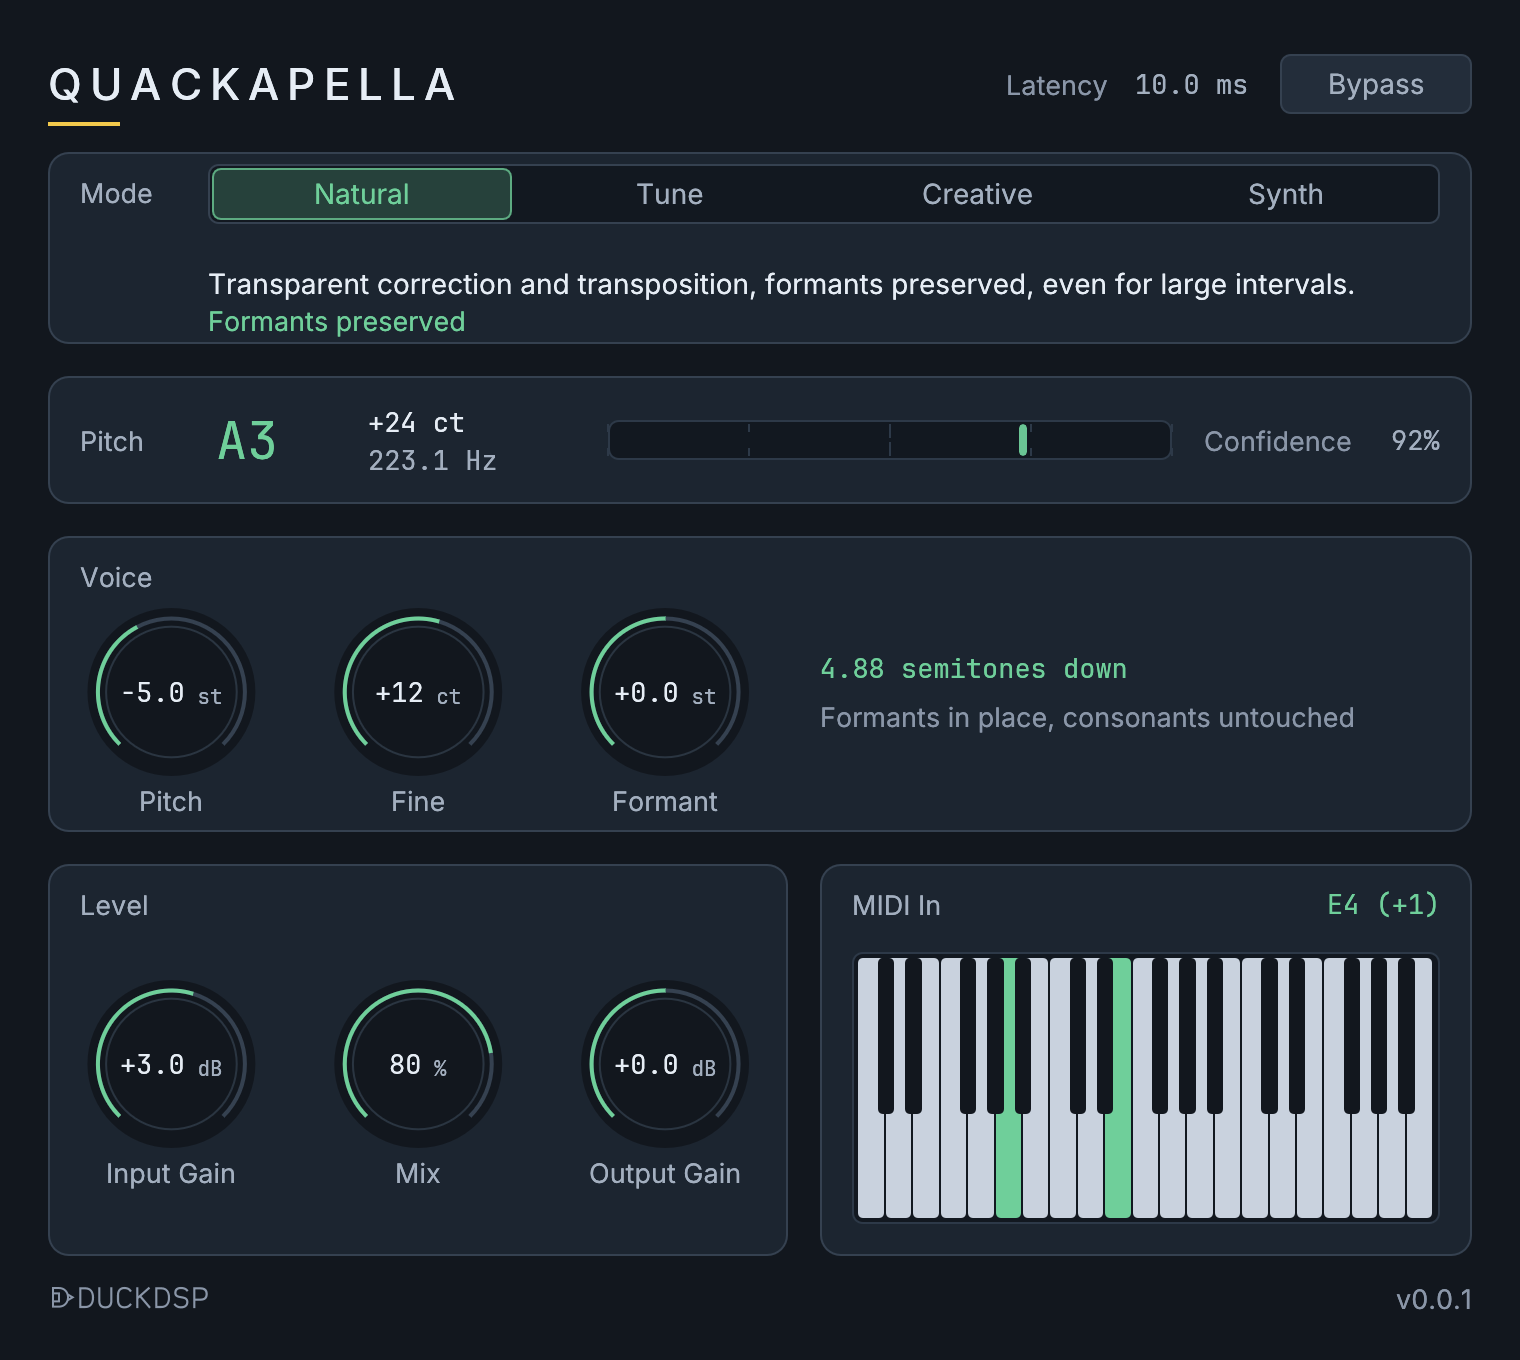 QUACKAPELLA
Latency 10.0 ms Bypass
Mode Natural Tune Creative Synth
Transparent correction and transposition, formants preserved, even for large intervals.
Formants preserved
Pitch A3 +24 ct
223.1 Hz
Confidence 92%
Voice
-5.0 st +12 ct +0.0 st
Pitch Fine Formant
4.88 semitones down
Formants in place, consonants untouched
Level
+3.0 dB 80 % +0.0 dB
Input Gain Mix Output Gain
MIDI In E4 (+1)
DUCKDSP
v0.0.1